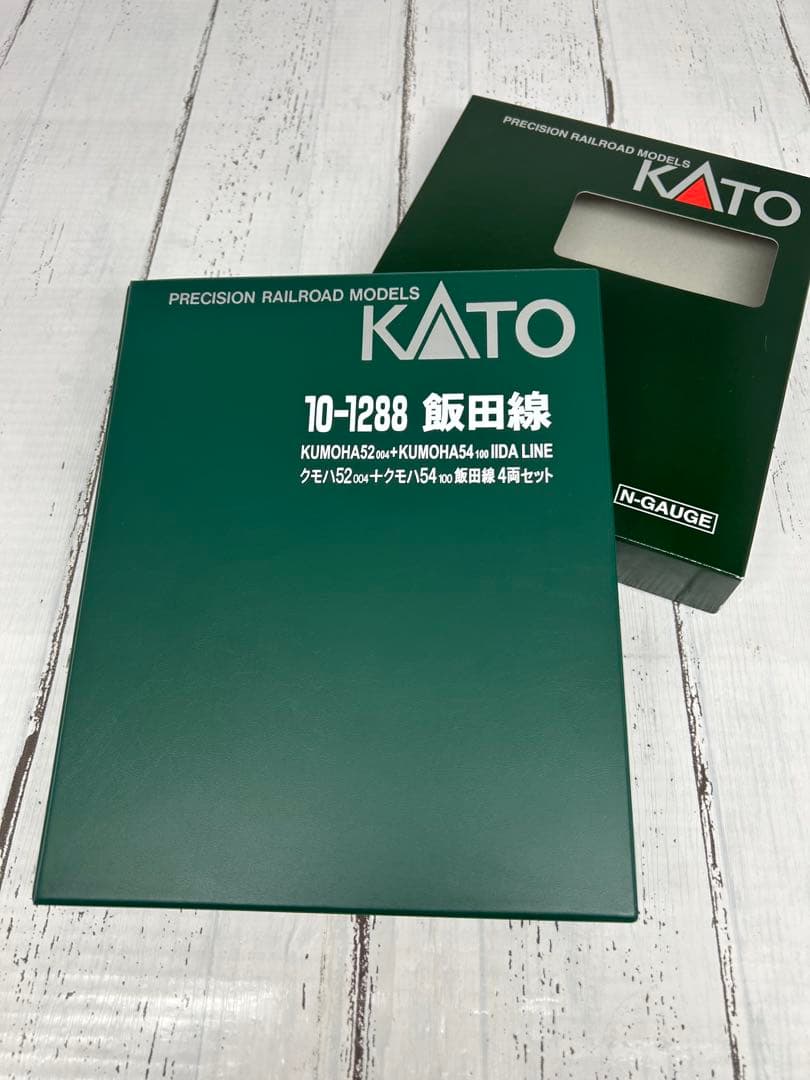 PRECISION RAILROAD MODELS
KATO
N-GAUGE
PRECISION RAILROAD MODELS
KATO
10-1288 飯田線
KUMOHA52 004+KUMOHA54 100 IIDA LINE
クモハ52 004+クモハ54 100 飯田線 4両セット